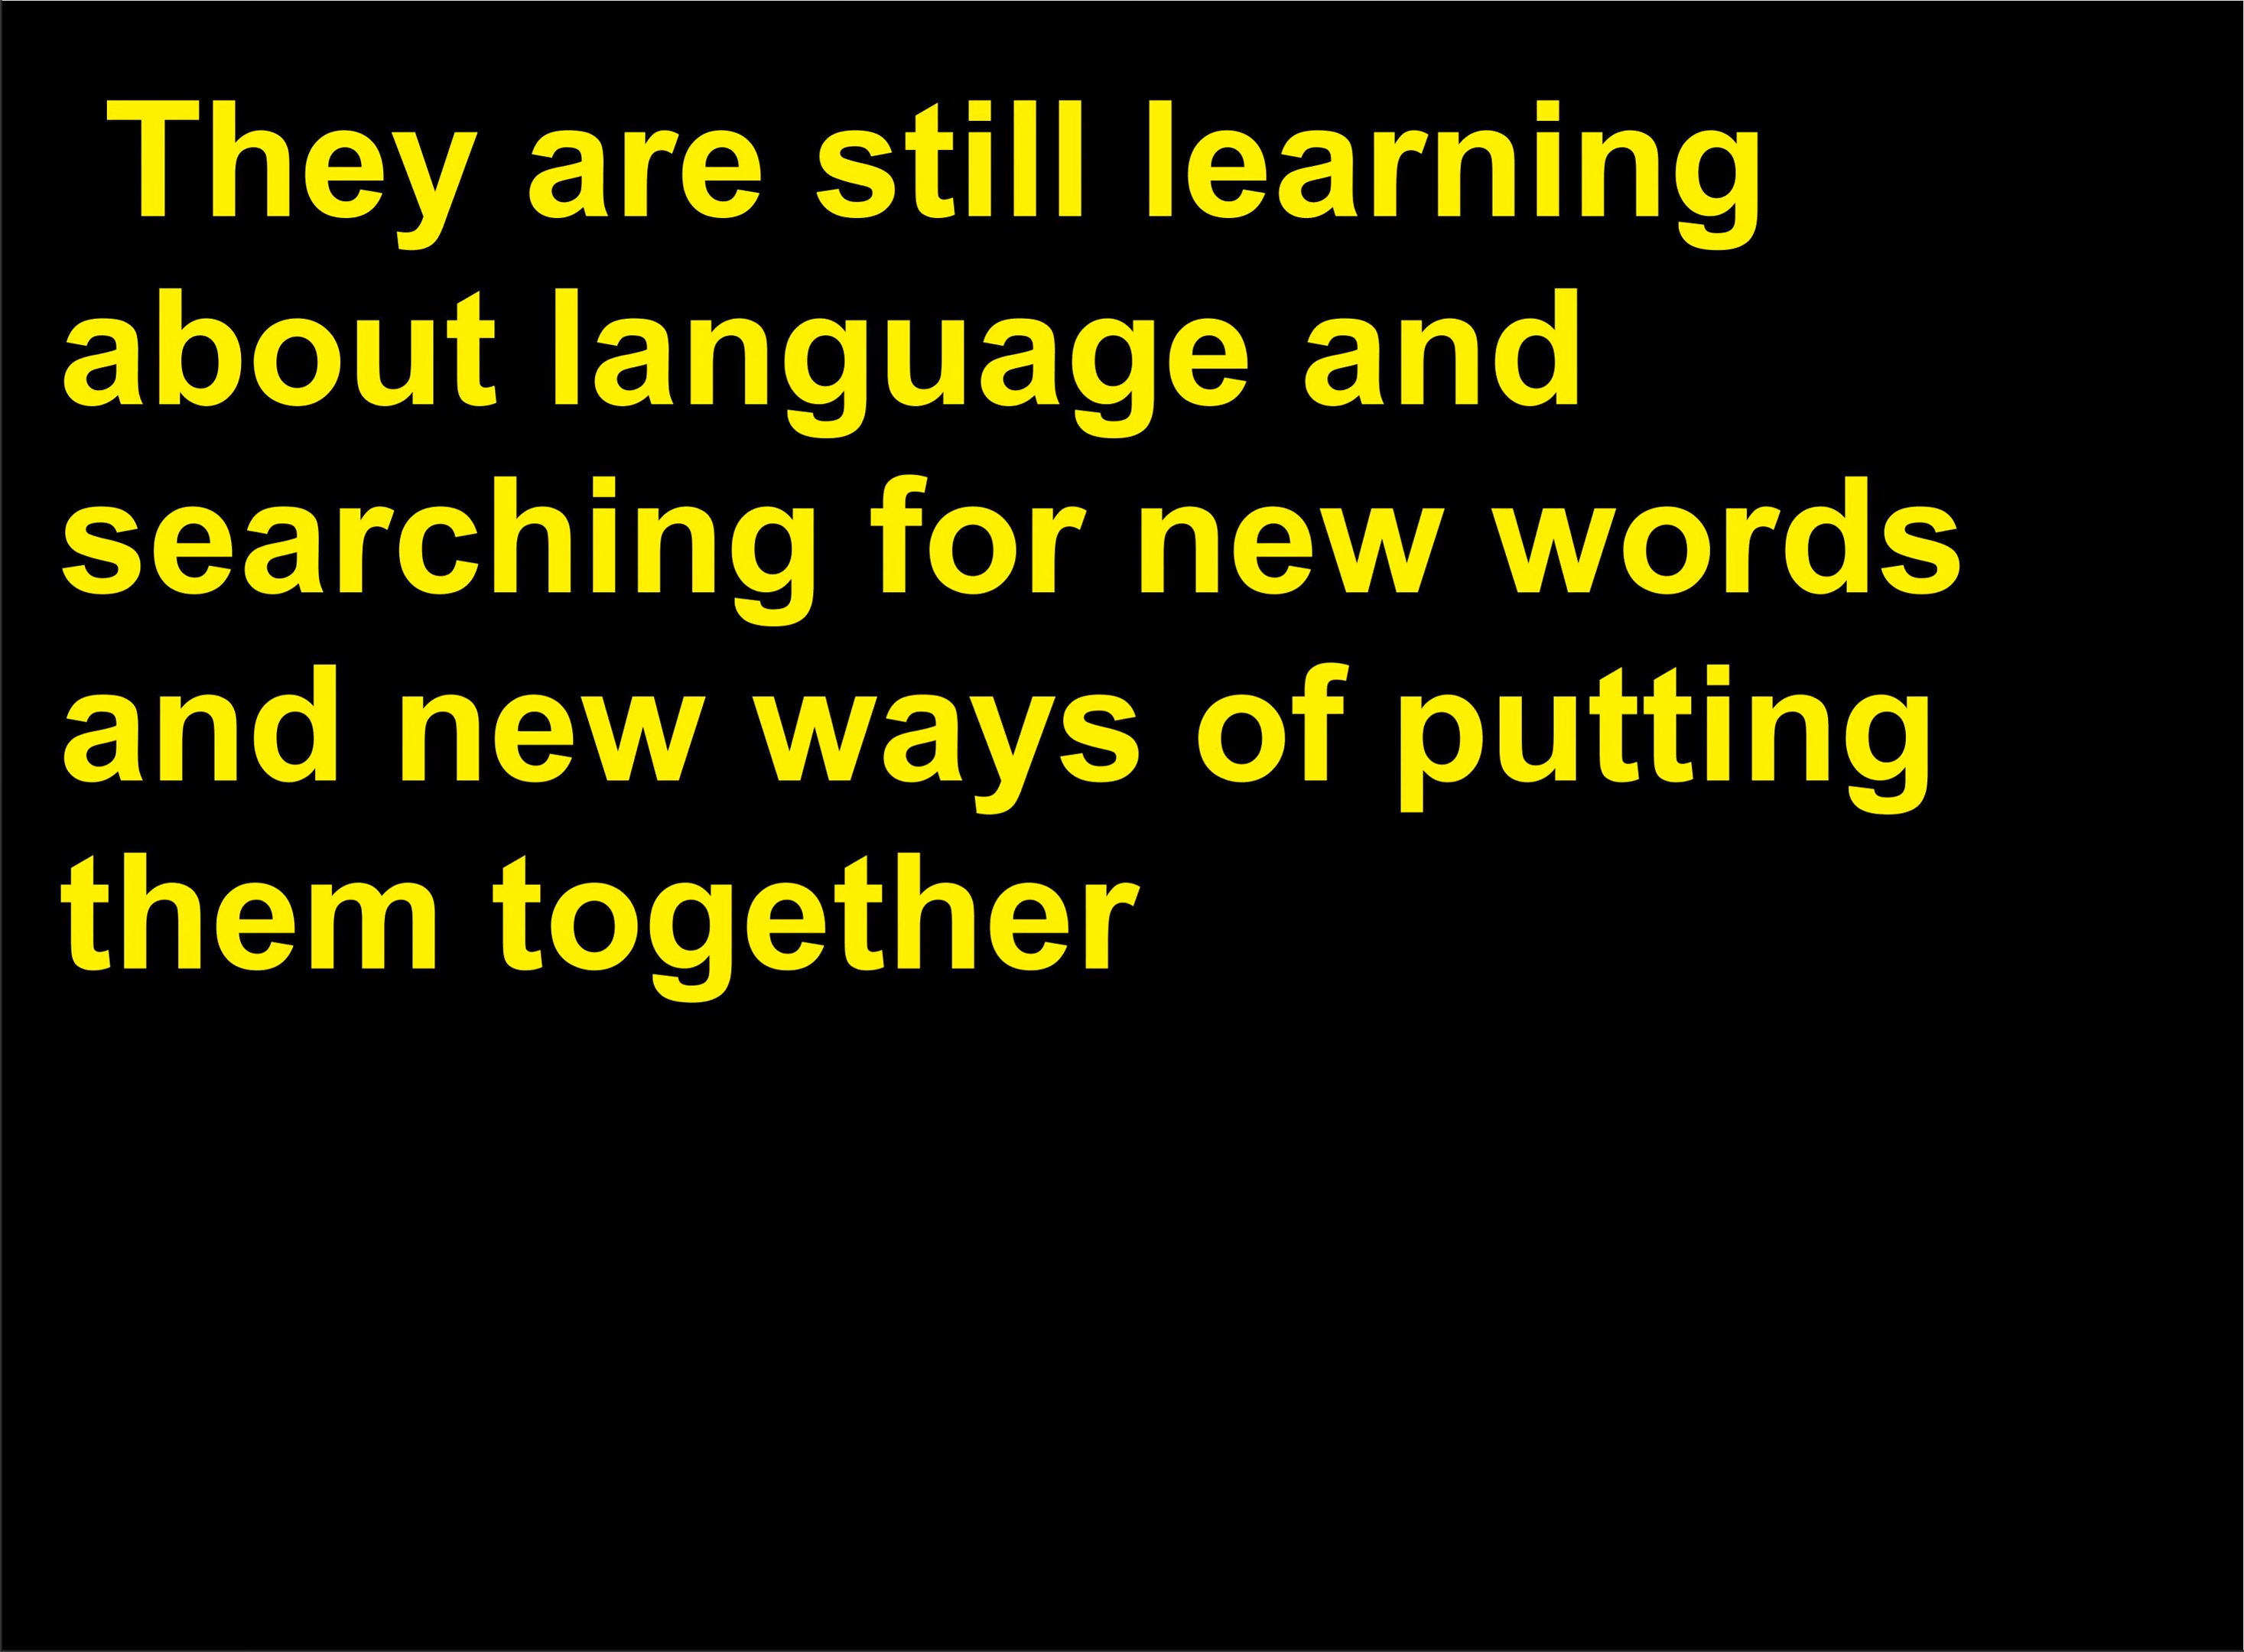 They are still learning
about language and
searching for new words
and new ways of putting
them together